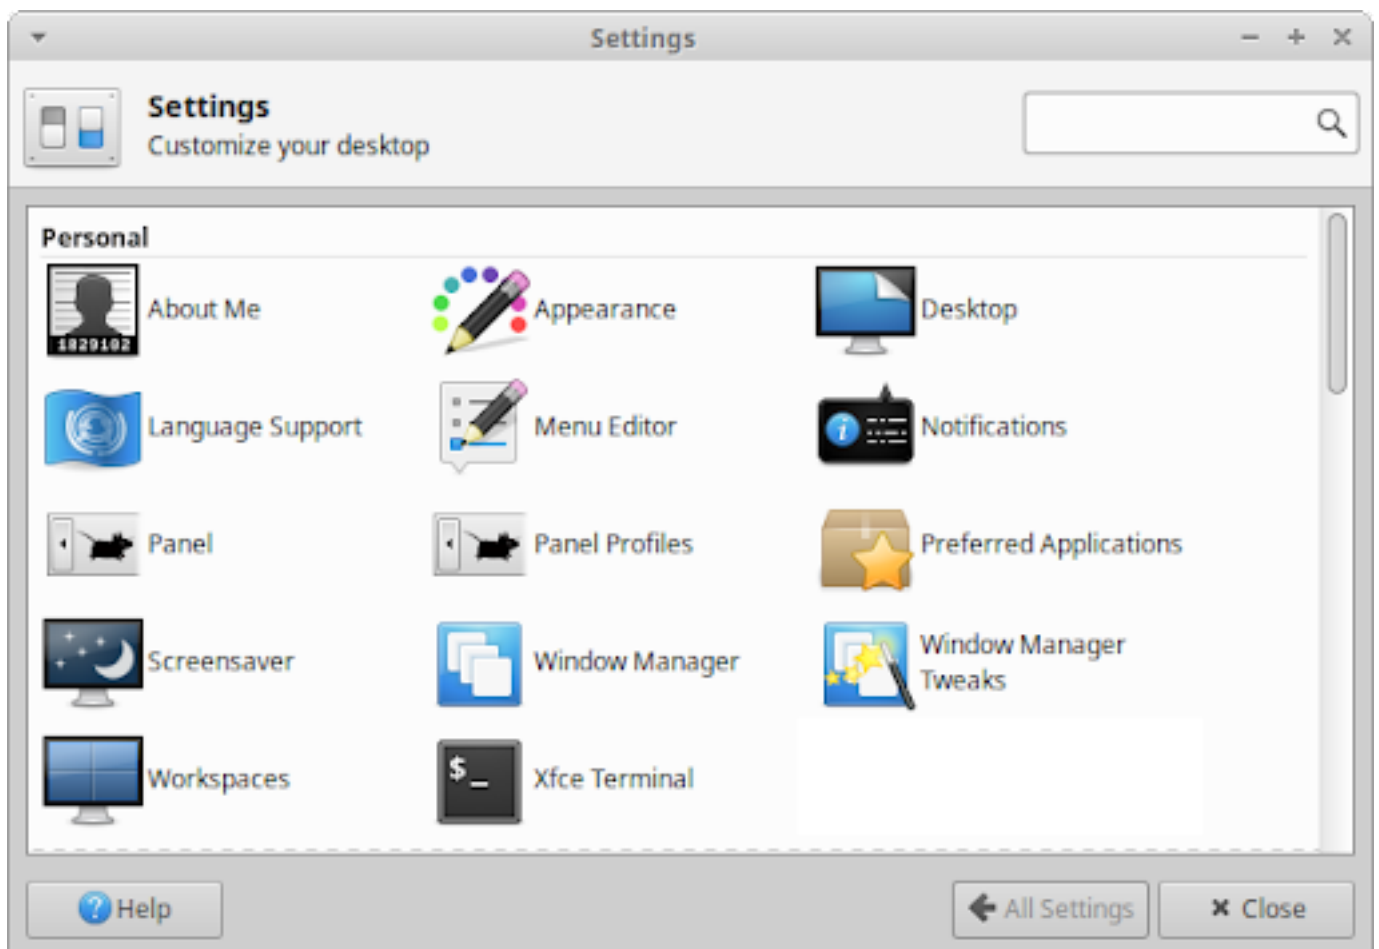 Settings
Settings
Customize your desktop
Personal
1829182
About Me
Appearance
Desktop
Language Support
Menu Editor
Notifications
Panel
Panel Profiles
Preferred Applications
Screensaver
Window Manager
Window Manager
Tweaks
Workspaces
$_
Xfce Terminal
Help
All Settings
Close